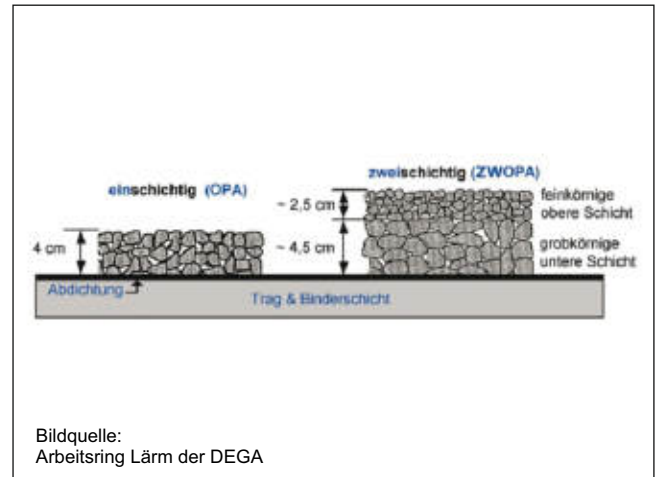 einschichtig (OPA)
zweischichtig (ZWOPA)
4 cm
~ 2,5 cm
~ 4,5 cm
feinkörnige
obere Schicht
grobkörnige
untere Schicht
Abdichtung
Trag & Binderschicht
Bildquelle:
Arbeitsring Lärm der DEGA